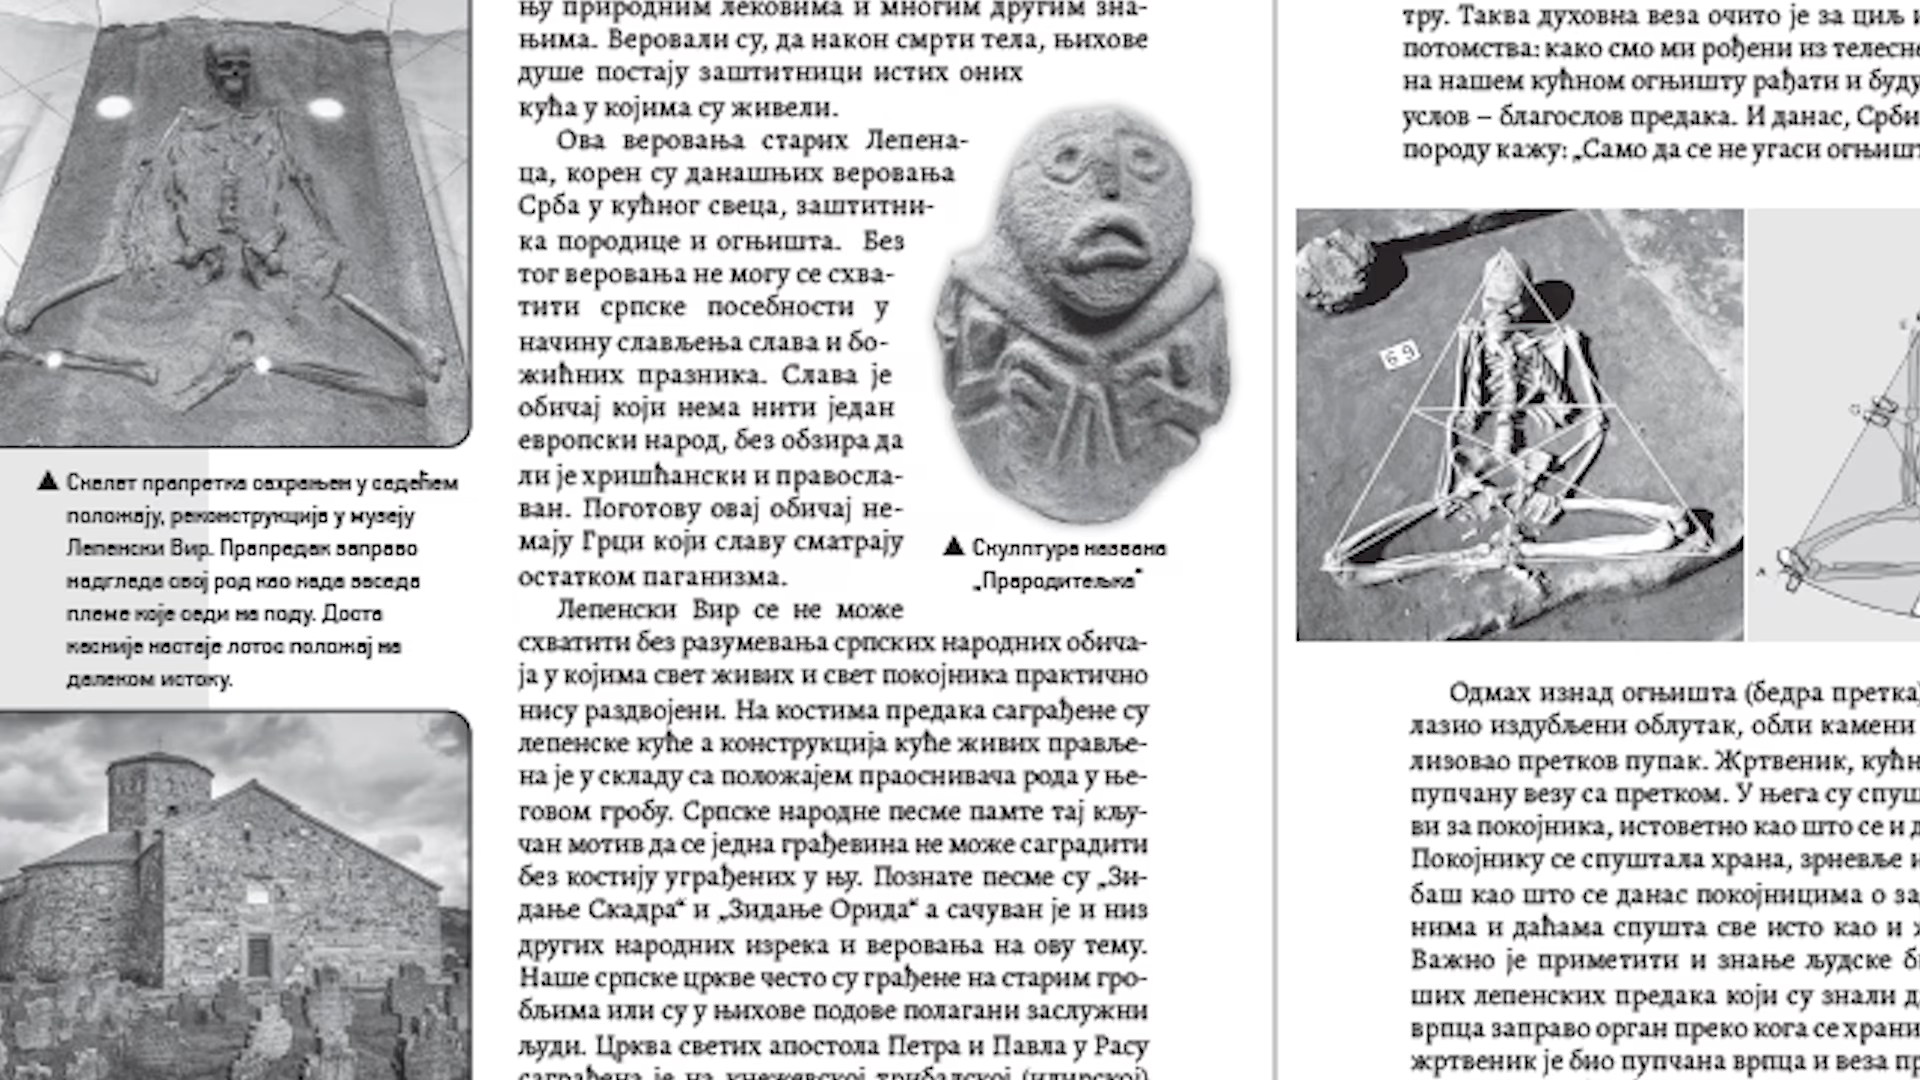 њу природним лековима и многим другим зна-
њима. Веровали су, да након смрти тела, њихове
душе постају заштитници истих оних
кућа у којима су живели.
Ова веровања старих Лепена-
ца, корен су данашњих веровања
Срба у кућног свеца, заштитни-
ка породице и огњишта. Без
тог веровања не могу се схва-
тити српске посебности у
начину слављења слава и бо-
жићних празника. Слава је
обичај који нема нити један
европски народ, без обзира да
ли је хришћански и правосла-
ван. Поготову овај обичај не-
мају Грци који славу сматрају
остатком паганизма.
Лепенски Вир се не може
схватити без разумевања српских народних обича-
ја у којима свет живих и свет покојника практично
нису раздвојени. На костима предака саграђене су
лепенске куће а конструкција куће живих правље-
на је у складу са положајем праоснивача рода у ње-
говом гробу. Српске народне песме памте тај кљу-
чан мотив да се једна грађевина не може саградити
без костију уграђених у њу. Познате песме су „Зи-
дање Скадра“ и „Зидање Орида“ а сачуван је и низ
других народних изрека и веровања на ову тему.
Наше српске цркве често су грађене на старим гро-
бљима или су у њихове подове полагани заслужни
људи. Црква светих апостола Петра и Павла у Расу
саграђена је на кнежевској трибалској (илирској)
▲ Скелет прапретка сахрањен у седећем
положају, реконструкција у музеју
Лепенски Вир. Прапредак заправо
надгледа свој род као када заседа
племе које седи на поду. Доста
касније настаје лотос положај на
далеком истоку.
▲ Скулптура названа
„Прародитељка“
тру. Таква духовна веза очито је за циљ
потомства: како смо ми рођени из телесне
на нашем кућном огњишту рађати и буду
услов – благослов предака. И данас, Срби
породу кажу: „Само да се не угаси огњишт
69
Одмах изнад огњишта (бедра претка)
лазио издубљени облутак, обли камени
лизовао претков пупак. Жртвеник, кућн
пупчану везу са претком. У њега су спуш
ви за покојника, истоветно као што се и д
Покојнику се спуштала храна, зрневље и
баш као што се данас покојницима о за
нима и даћама спушта све исто као и ж
Важно је приметити и знање људске б
ших лепенских предака који су знали д
врпца заправо орган преко кога се храни
жртвеник је био пупчана врпца и веза пр